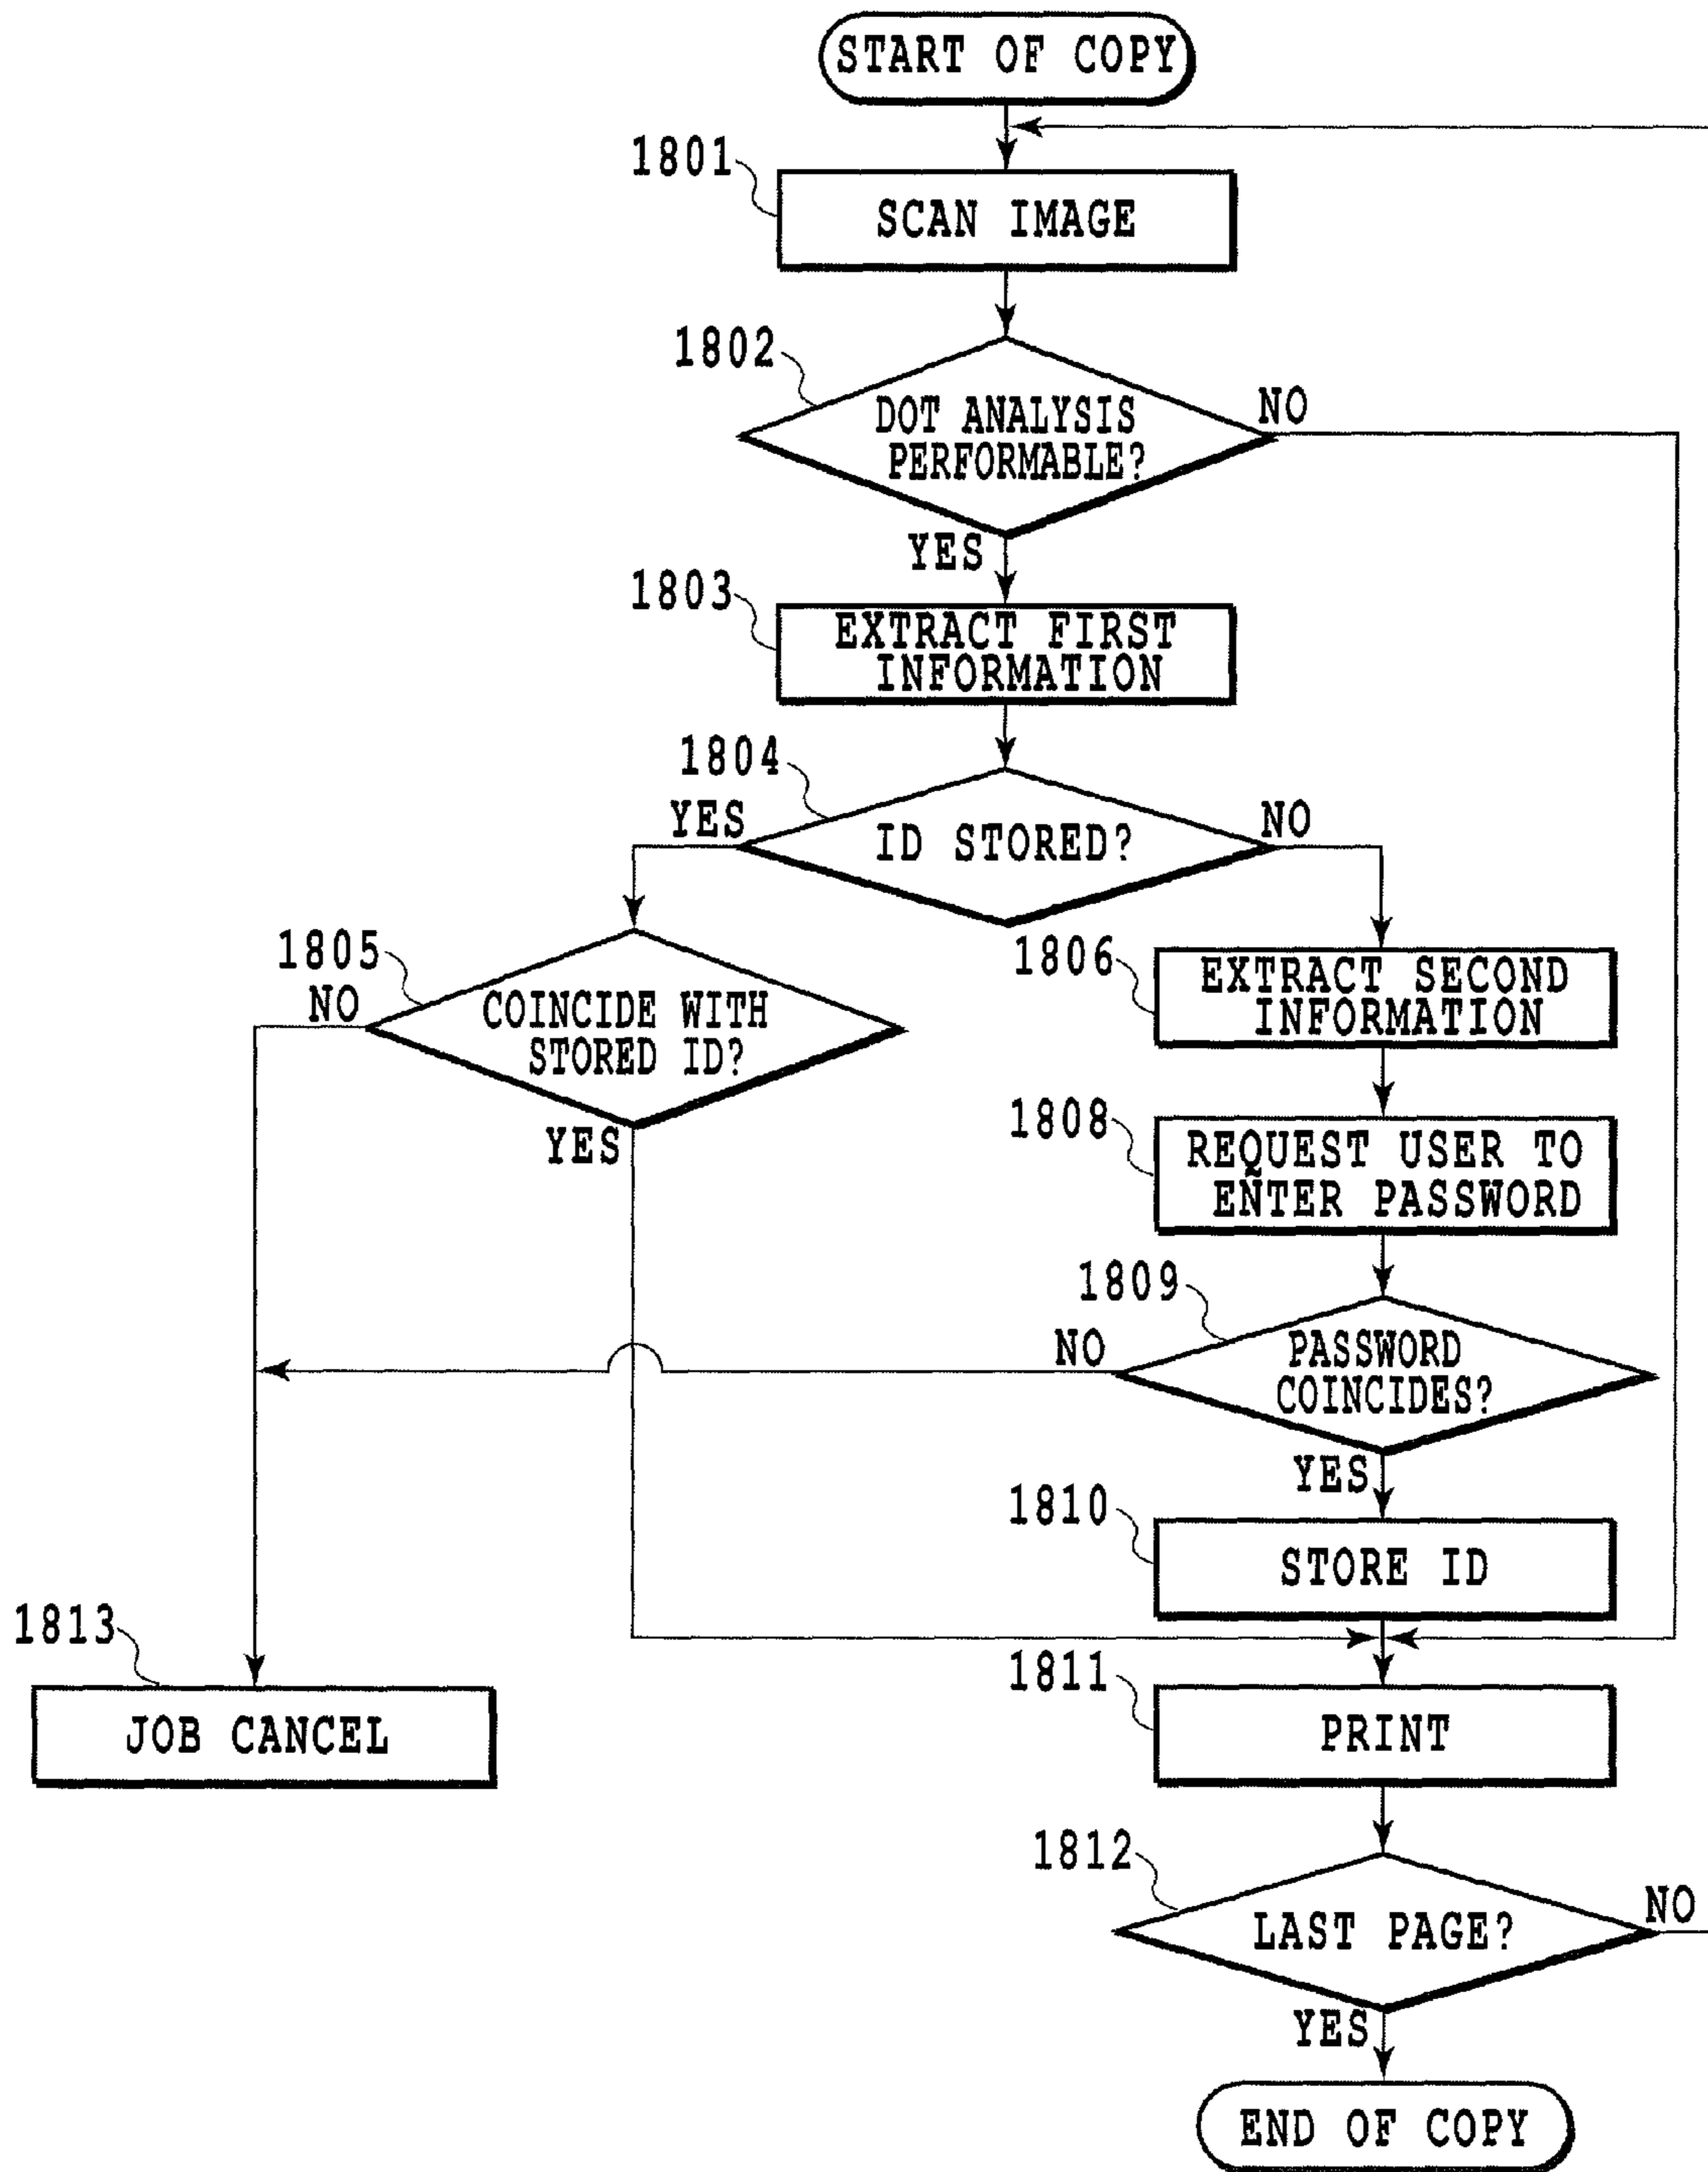 START OF COPY
1801
SCAN IMAGE
1802
DOT ANALYSIS
PERFORMABLE?
NO
YES
1803
EXTRACT FIRST
INFORMATION
1804
YES
ID STORED?
NO
1805
NO
COINCIDE WITH
STORED ID?
YES
1806
EXTRACT SECOND
INFORMATION
1808
REQUEST USER TO
ENTER PASSWORD
1809
NO
PASSWORD
COINCIDES?
YES
1810
STORE ID
1813
JOB CANCEL
1811
PRINT
1812
LAST PAGE?
NO
YES
END OF COPY